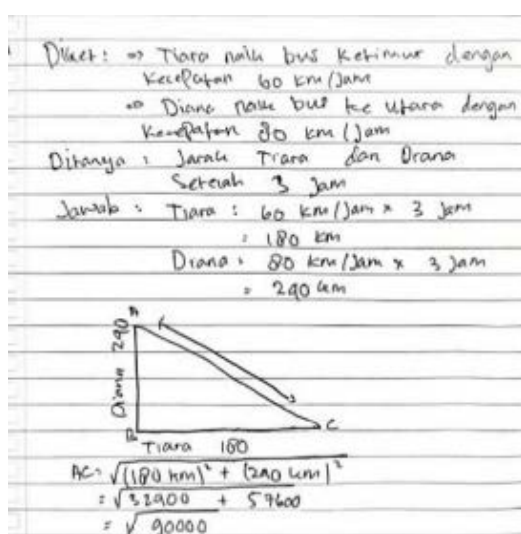 Diket : => Tiara naik bus Ketimur dengan
Kecepatan 60 km/Jam
=> Diana naik bus ke Utara dengan
Kecepatan 80 km/Jam
Ditanya : Jarak Tiara dan Diana
Setelah 3 Jam
Jawab : Tiara : 60 km/Jam x 3 Jam
= 180 km
Diana : 80 km/Jam x 3 Jam
= 240 km
A
Diana 240
B
C
Tiara 180
AC = √(180 km)² + (240 km)²
= √32400 + 57600
= √90000